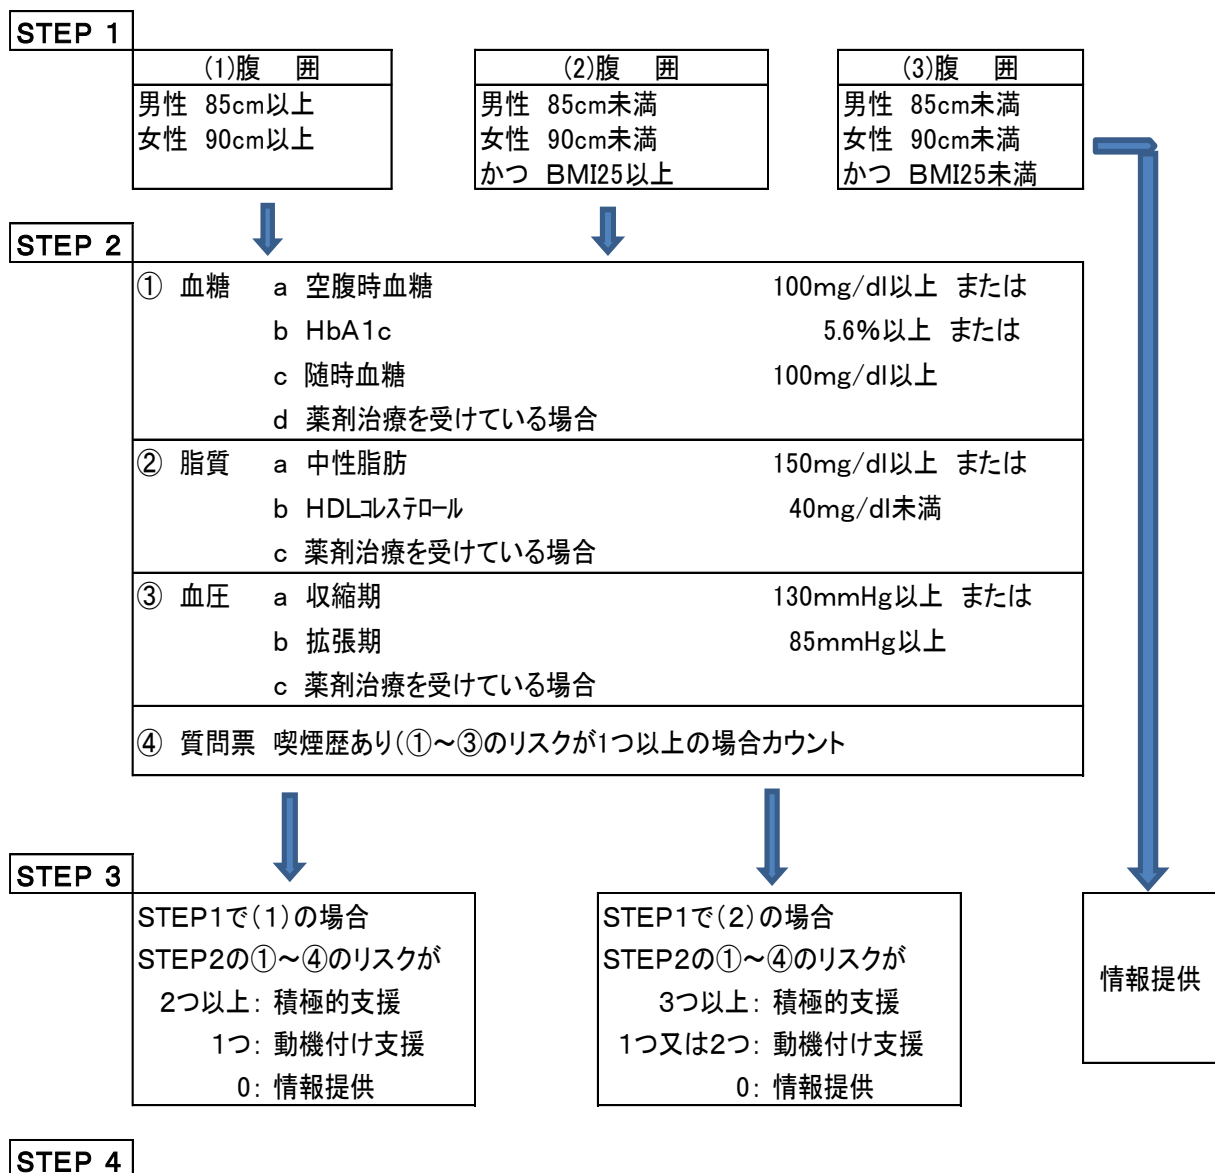 STEP 1
(1)腹　囲
男性 85cm以上
女性 90cm以上
(2)腹　囲
男性 85cm未満
女性 90cm未満
かつ BMI25以上
(3)腹　囲
男性 85cm未満
女性 90cm未満
かつ BMI25未満
STEP 2
① 血糖 a 空腹時血糖 100mg/dl以上 または
b HbA1c 5.6%以上 または
c 随時血糖 100mg/dl以上
d 薬剤治療を受けている場合
② 脂質 a 中性脂肪 150mg/dl以上 または
b HDLコレステロール 40mg/dl未満
c 薬剤治療を受けている場合
③ 血圧 a 収縮期 130mmHg以上 または
b 拡張期 85mmHg以上
c 薬剤治療を受けている場合
④ 質問票 喫煙歴あり(①～③のリスクが1つ以上の場合カウント
STEP 3
STEP1で(1)の場合
STEP2の①～④のリスクが
2つ以上: 積極的支援
1つ: 動機付け支援
0: 情報提供
STEP1で(2)の場合
STEP2の①～④のリスクが
3つ以上: 積極的支援
1つ又は2つ: 動機付け支援
0: 情報提供
情報提供
STEP 4